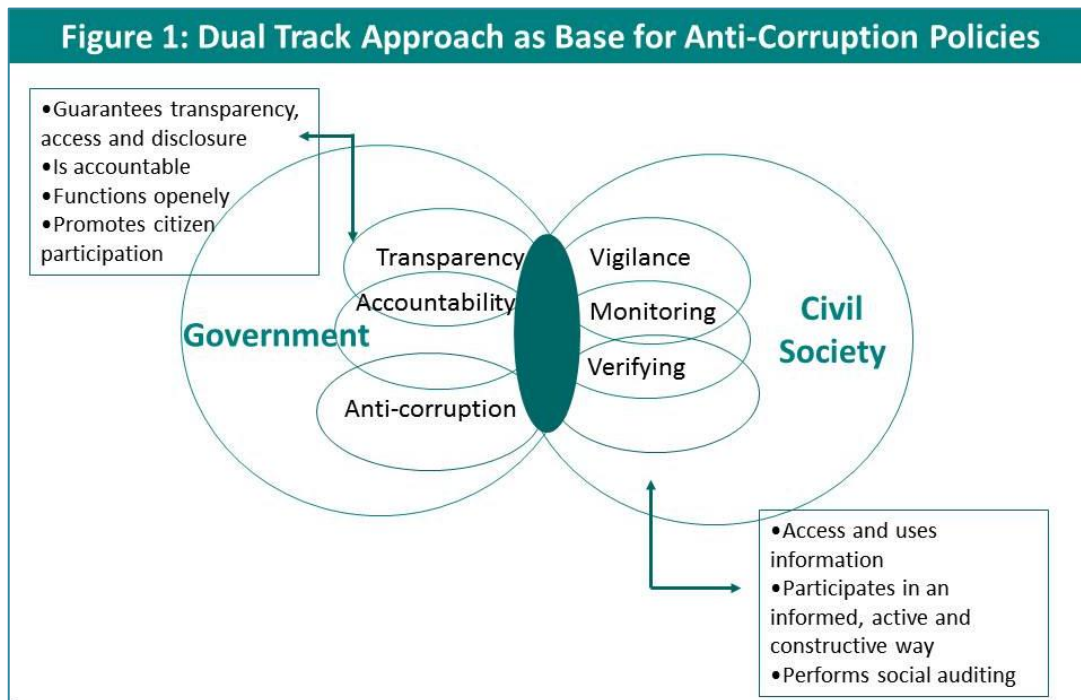 Figure 1: Dual Track Approach as Base for Anti-Corruption Policies
•Guarantees transparency,
access and disclosure
•Is accountable
•Functions openely
•Promotes citizen
participation
Transparency
Accountability
Government
Anti-corruption
Vigilance
Monitoring
Verifying
Civil
Society
•Access and uses
information
•Participates in an
informed, active and
constructive way
•Performs social auditing